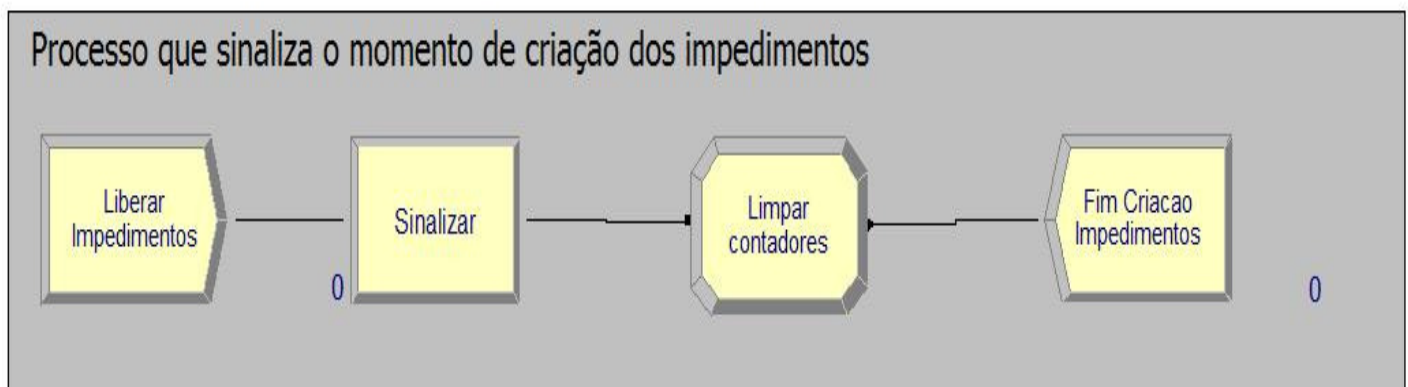 Processo que sinaliza o momento de criação dos impedimentos
Liberar
Impedimentos
0
Sinalizar
Limpar
contadores
Fim Criacao
Impedimentos
0